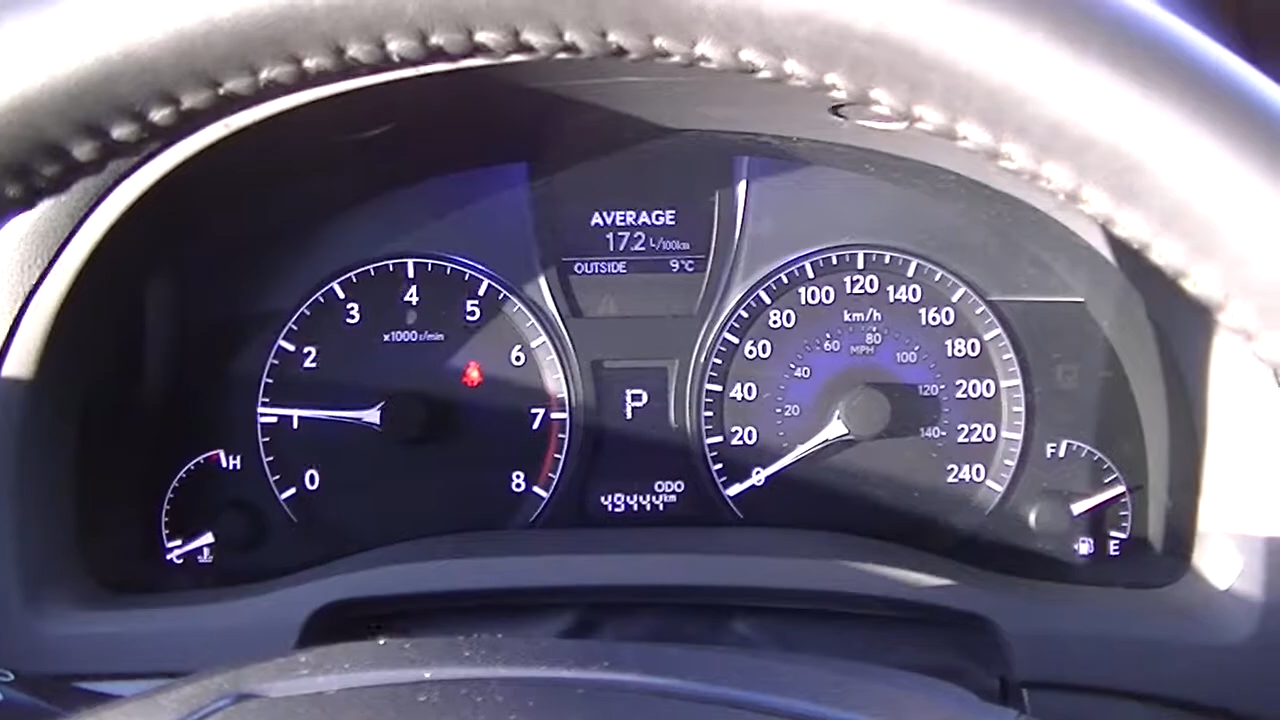 AVERAGE
17.2 L/100km
OUTSIDE 9°C
0
2
3
4
5
6
7
8
x1000 r/min
H
C
P
ODO
49444km
0
20
40
60
80
100
120
140
160
180
200
220
240
km/h
20
40
60
80
100
120
140
MPH
F
E